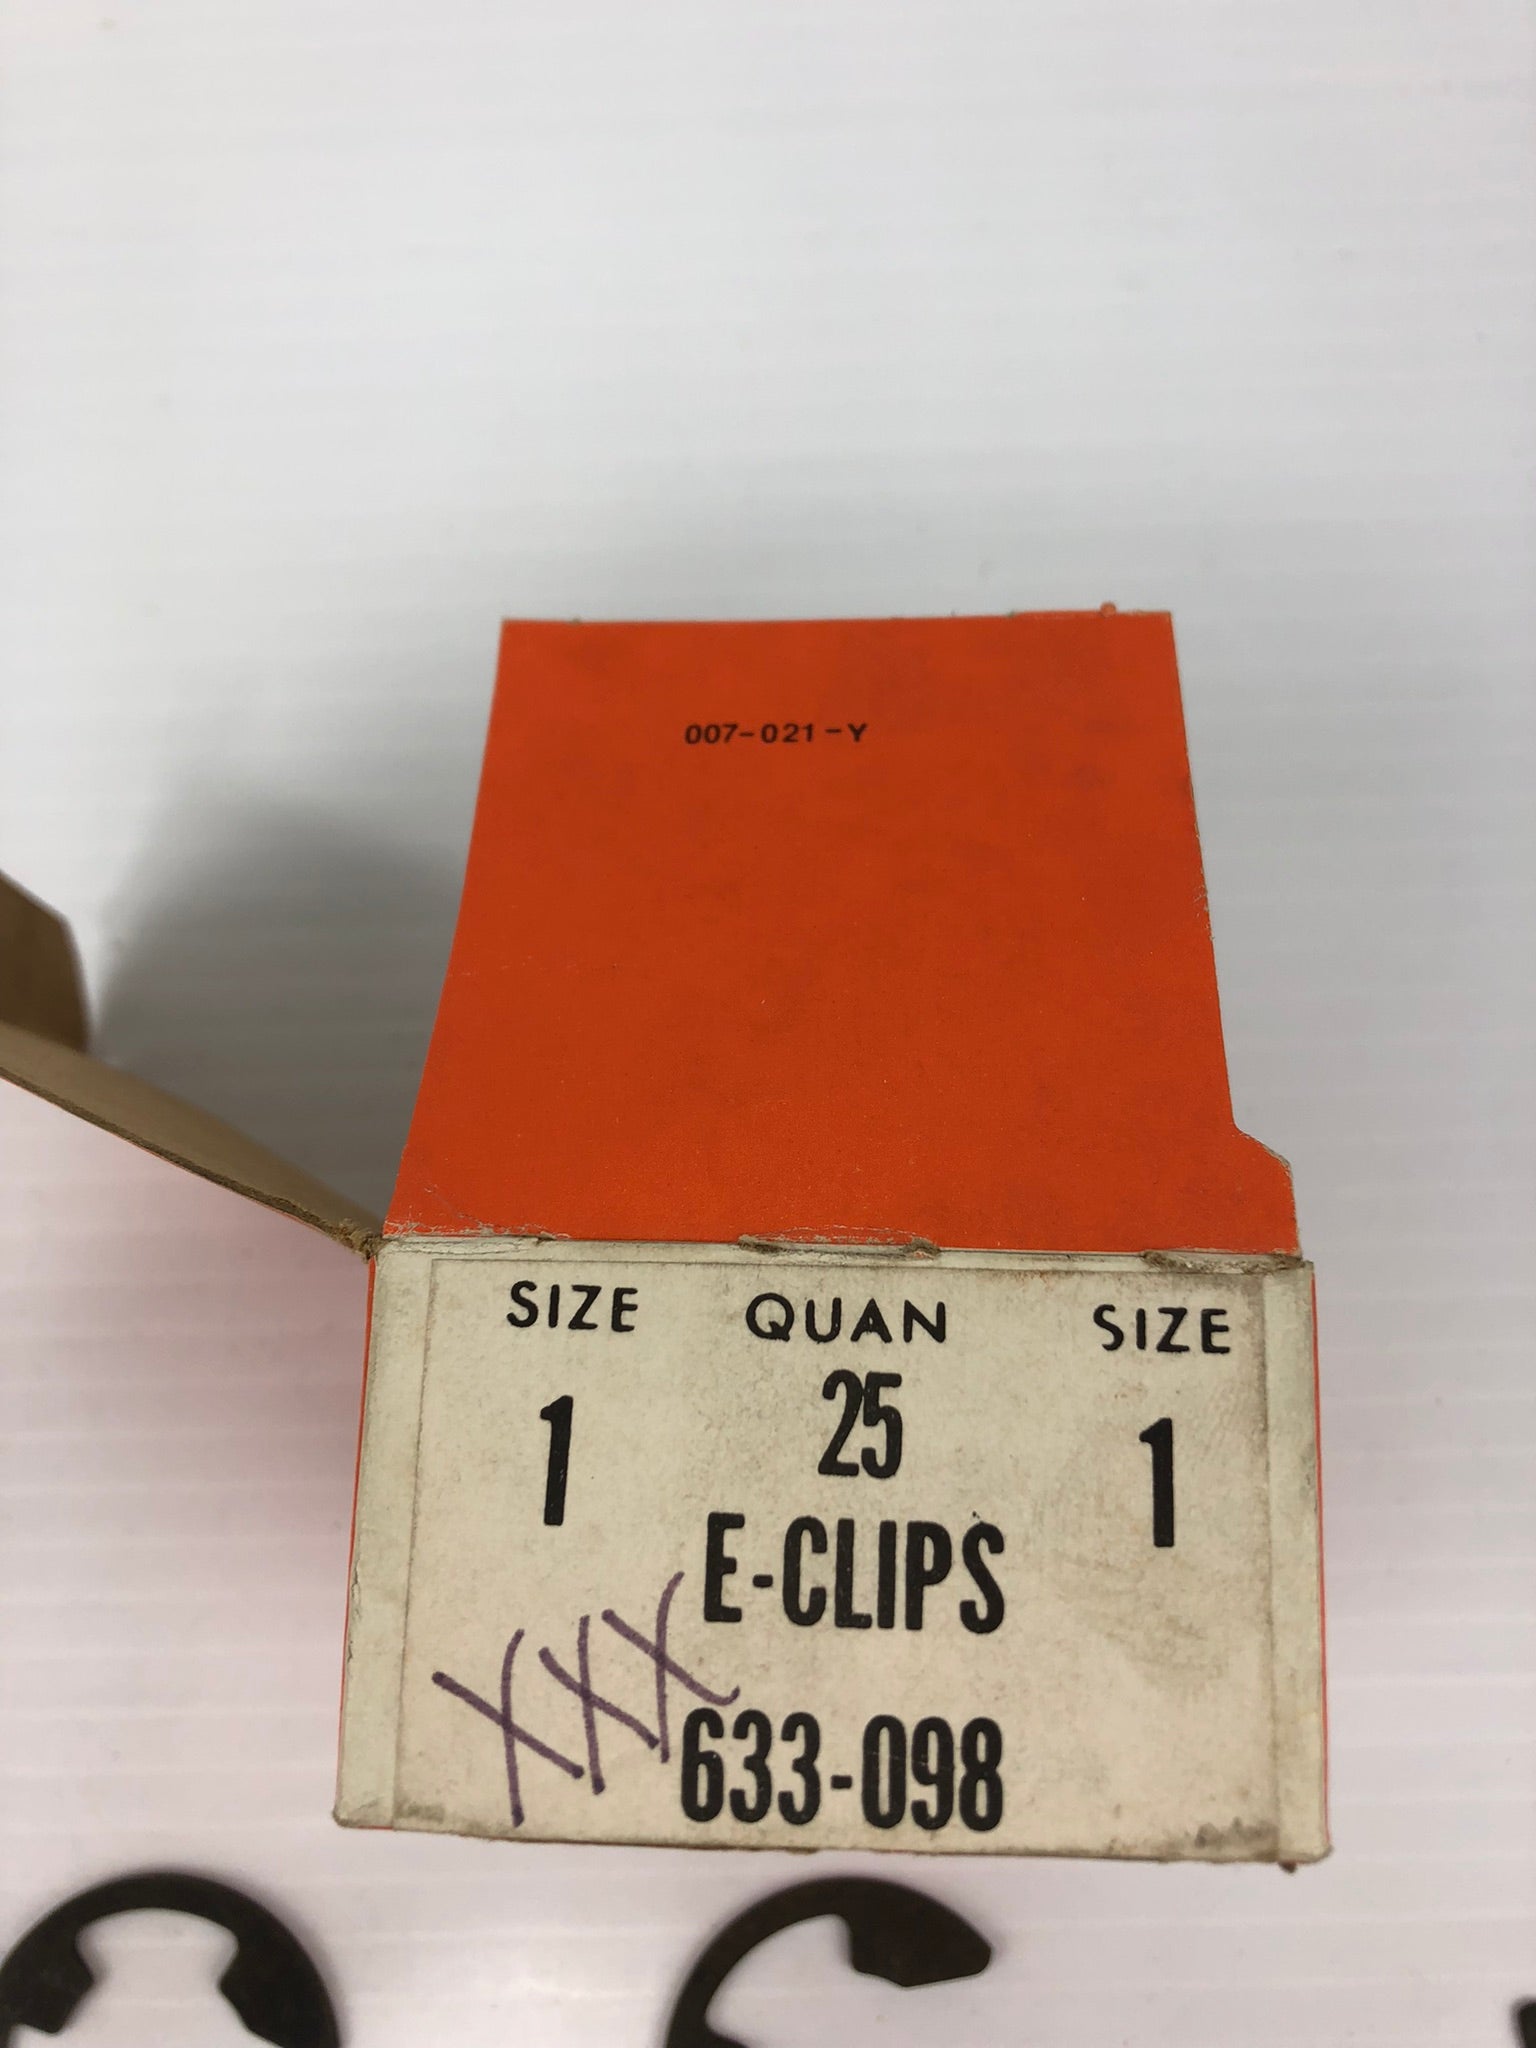 007-021-Y
SIZE QUAN SIZE
1 25 1
E-CLIPS
XXX
633-098